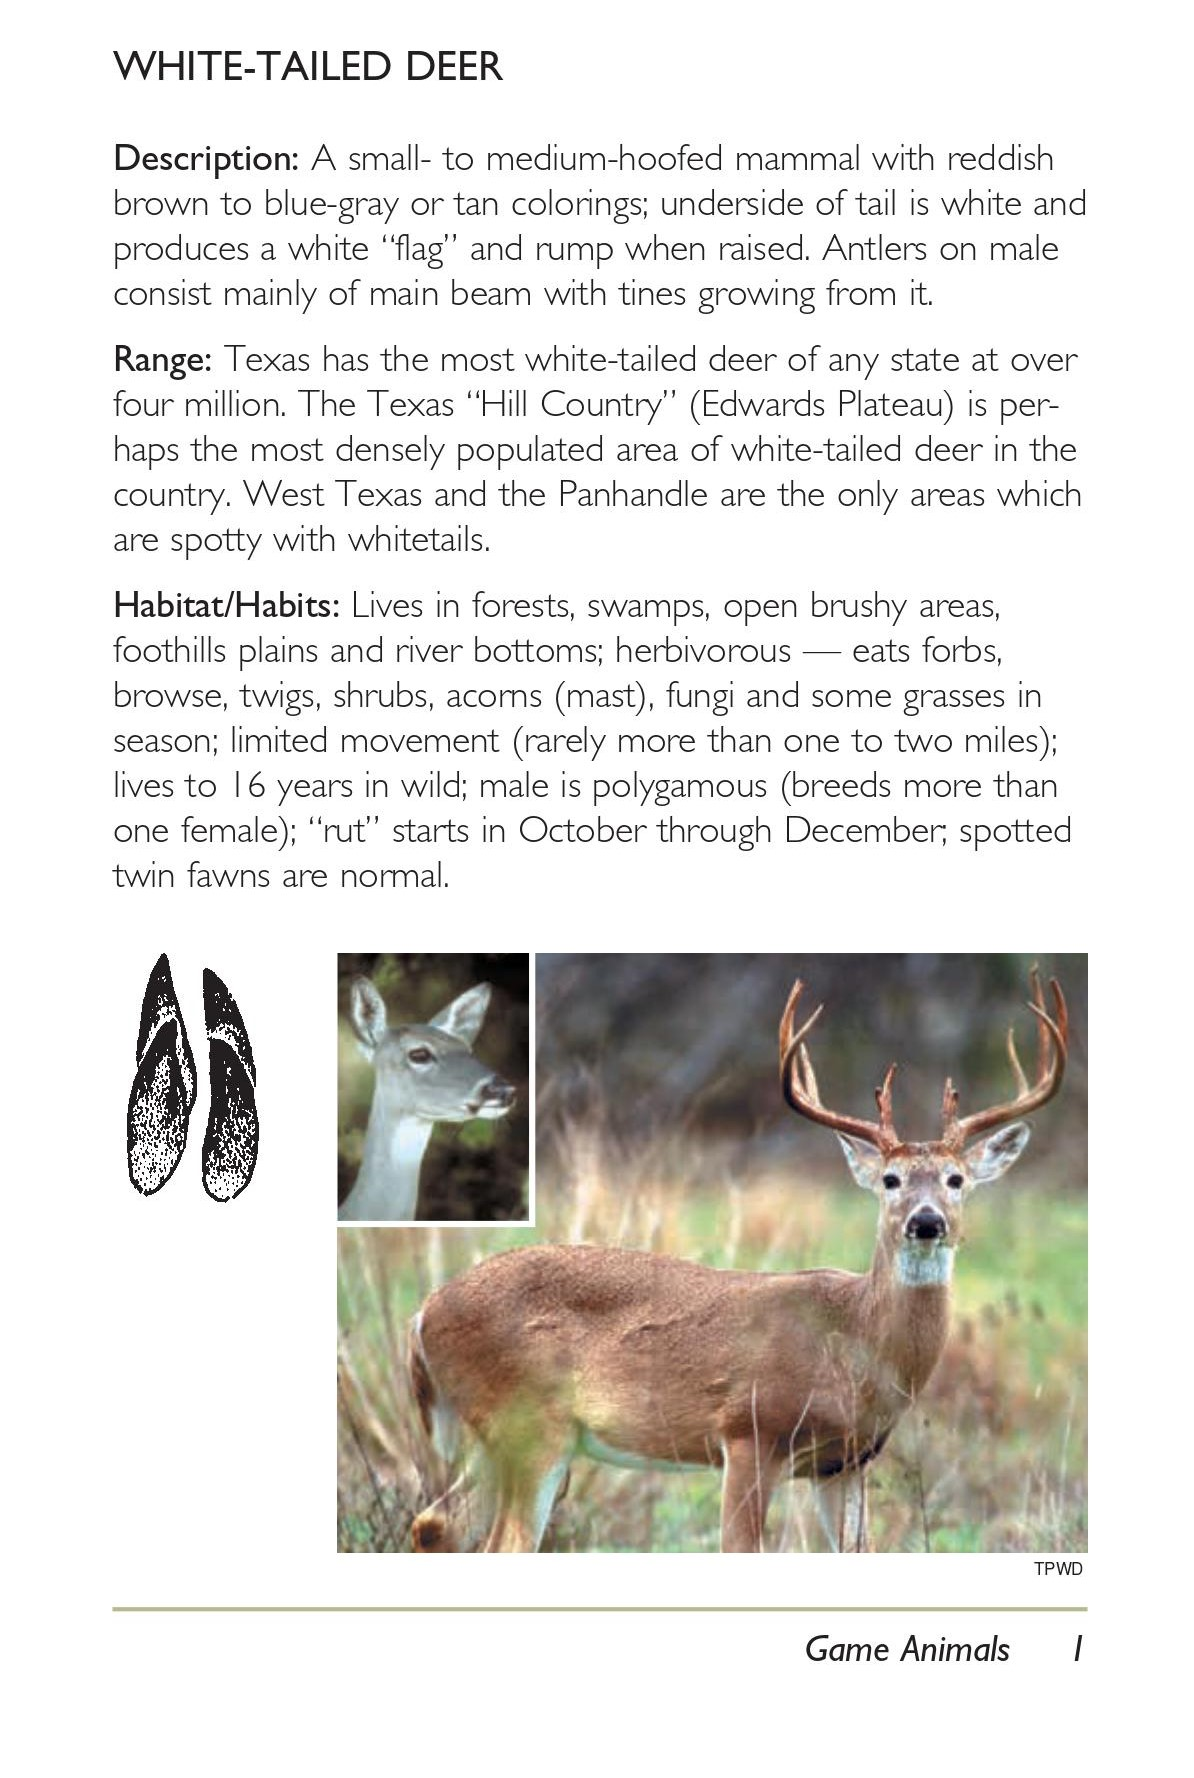 WHITE-TAILED DEER
Description: A small- to medium-hoofed mammal with reddish
brown to blue-gray or tan colorings; underside of tail is white and
produces a white “flag” and rump when raised. Antlers on male
consist mainly of main beam with tines growing from it.
Range: Texas has the most white-tailed deer of any state at over
four million. The Texas “Hill Country” (Edwards Plateau) is per-
haps the most densely populated area of white-tailed deer in the
country. West Texas and the Panhandle are the only areas which
are spotty with whitetails.
Habitat/Habits: Lives in forests, swamps, open brushy areas,
foothills plains and river bottoms; herbivorous — eats forbs,
browse, twigs, shrubs, acorns (mast), fungi and some grasses in
season; limited movement (rarely more than one to two miles);
lives to 16 years in wild; male is polygamous (breeds more than
one female); “rut” starts in October through December; spotted
twin fawns are normal.
TPWD
Game Animals 1